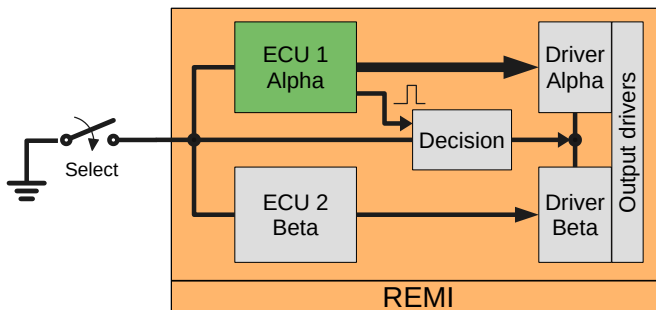 ECU 1
Alpha
Driver
Alpha
Output drivers
Decision
Select
ECU 2
Beta
Driver
Beta
REMI